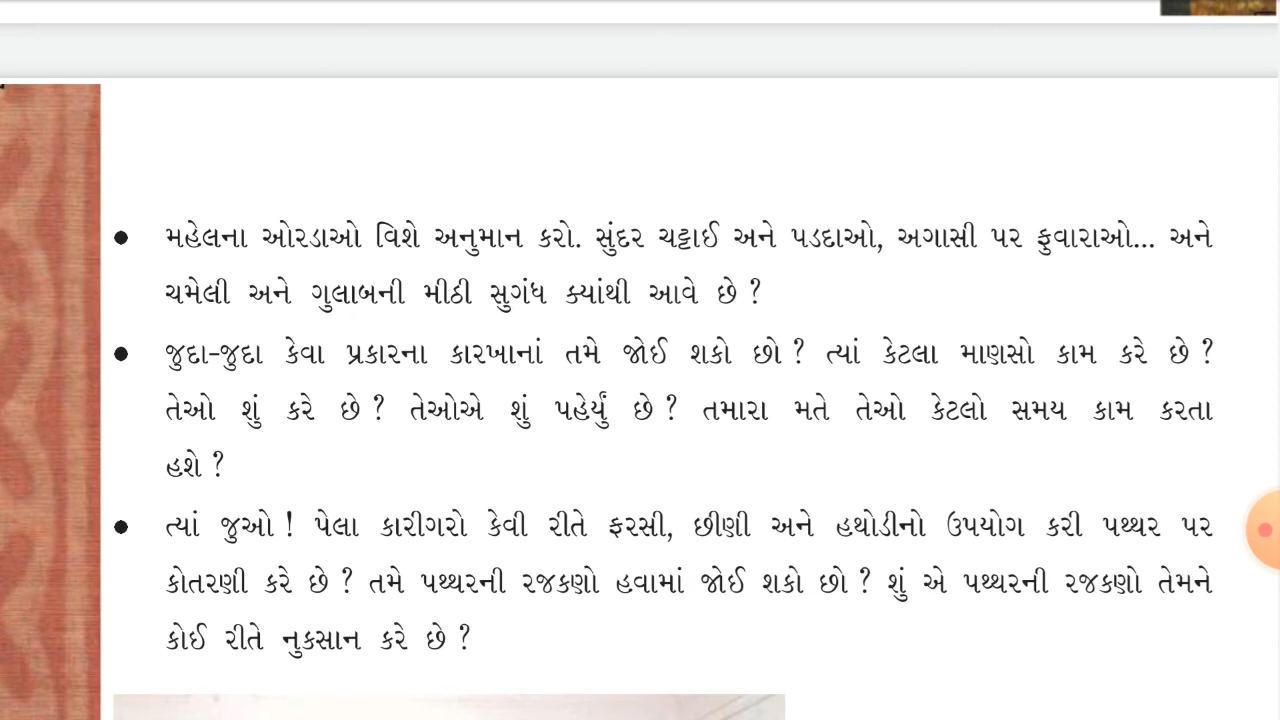 • મહેલના ઓરડાઓ વિશે અનુમાન કરો. સુંદર ચટ્ટાઈ અને પડદાઓ, અગાસી પર ફુવારાઓ... અને
ચમેલી અને ગુલાબની મીઠી સુગંધ ક્યાંથી આવે છે ?
• જુદા-જુદા કેવા પ્રકારના કારખાનાં તમે જોઈ શકો છો ? ત્યાં કેટલા માણસો કામ કરે છે ?
તેઓ શું કરે છે ? તેઓએ શું પહેર્યું છે ? તમારા મતે તેઓ કેટલો સમય કામ કરતા
હશે ?
• ત્યાં જુઓ ! પેલા કારીગરો કેવી રીતે ફરસી, છીણી અને હથોડીનો ઉપયોગ કરી પથ્થર પર
કોતરણી કરે છે ? તમે પથ્થરની રજકણો હવામાં જોઈ શકો છો ? શું એ પથ્થરની રજકણો તેમને
કોઈ રીતે નુકસાન કરે છે ?